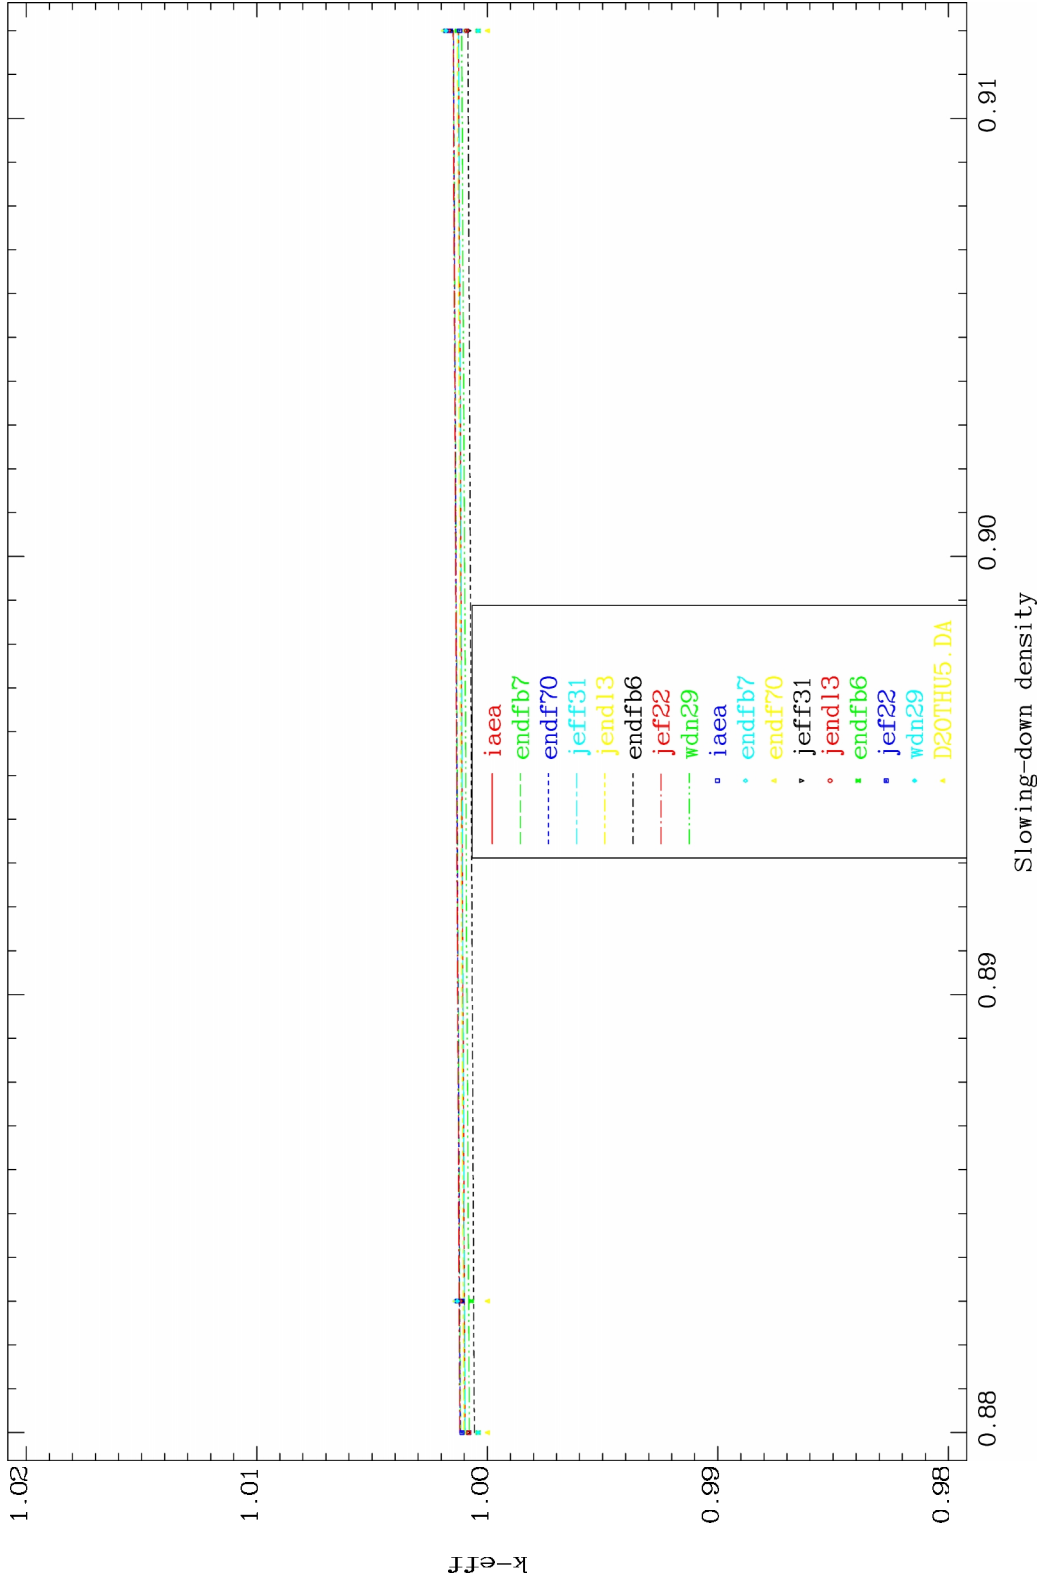 k-eff
1.02
1.01
1.00
0.99
0.98
0.88
0.89
0.90
0.91
Slowing-down density
iaea
endfb7
endf70
jeff31
jendl3
endfb6
jef22
wdn29
iaea
endfb7
endf70
jeff31
jendl3
endfb6
jef22
wdn29
D2OTHU5.DA